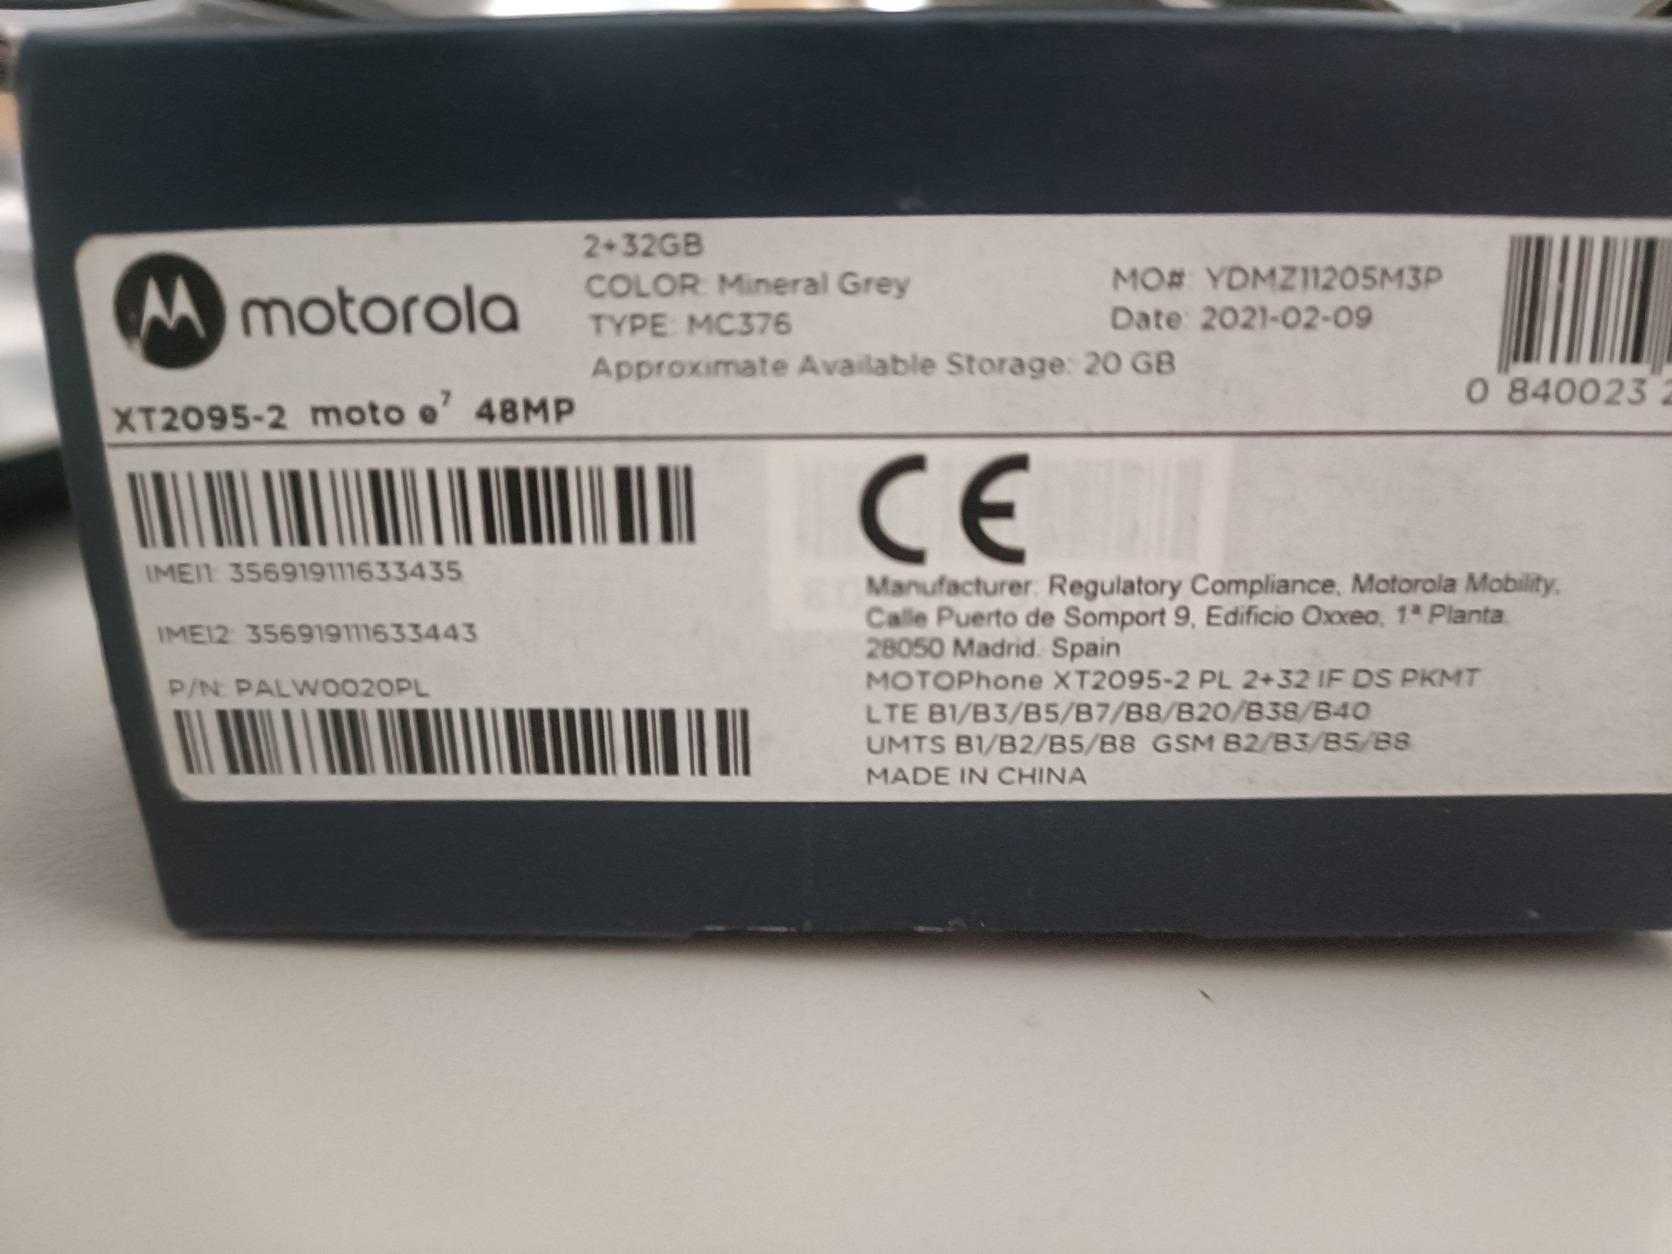 motorola
2+32GB
COLOR: Mineral Grey
TYPE: MC376
Approximate Available Storage: 20 GB
MO#: YDMZ11205M3P
Date: 2021-02-09
0 840023 2
XT2095-2 moto e⁷ 48MP
IMEI1: 356919111633435
IMEI2: 356919111633443
P/N: PALW0020PL
CE
Manufacturer: Regulatory Compliance, Motorola Mobility,
Calle Puerto de Somport 9, Edificio Oxxeo, 1ª Planta.
28050 Madrid. Spain
MOTOPhone XT2095-2 PL 2+32 IF DS PKMT
LTE B1/B3/B5/B7/B8/B20/B38/B40
UMTS B1/B2/B5/B8 GSM B2/B3/B5/B8
MADE IN CHINA